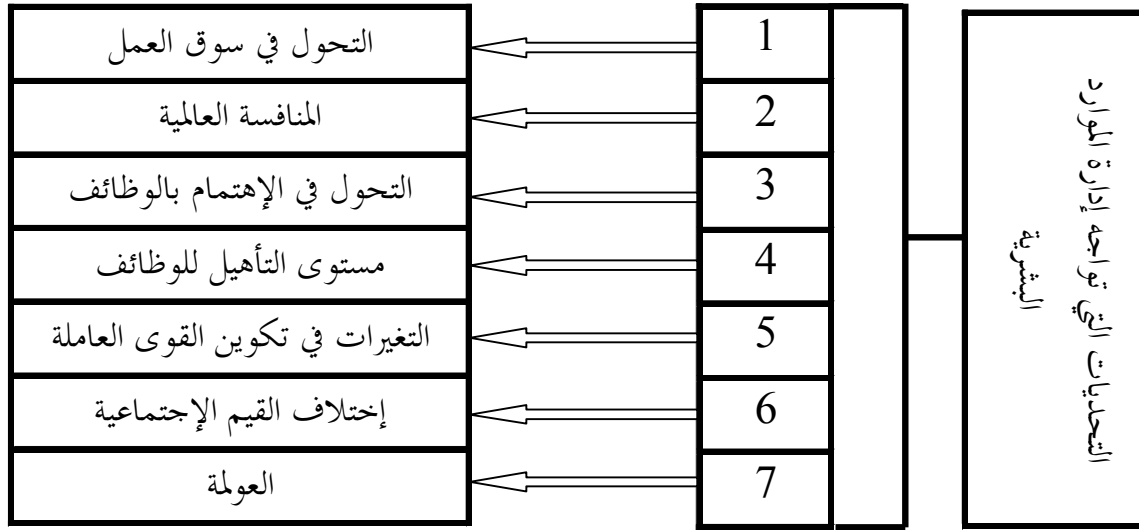 التحديات التي تواجه إدارة الموارد
البشرية
1 التحول في سوق العمل
2 المنافسة العالمية
3 التحول في الإهتمام بالوظائف
4 مستوى التأهيل للوظائف
5 التغيرات في تكوين القوى العاملة
6 إختلاف القيم الإجتماعية
7 العولمة